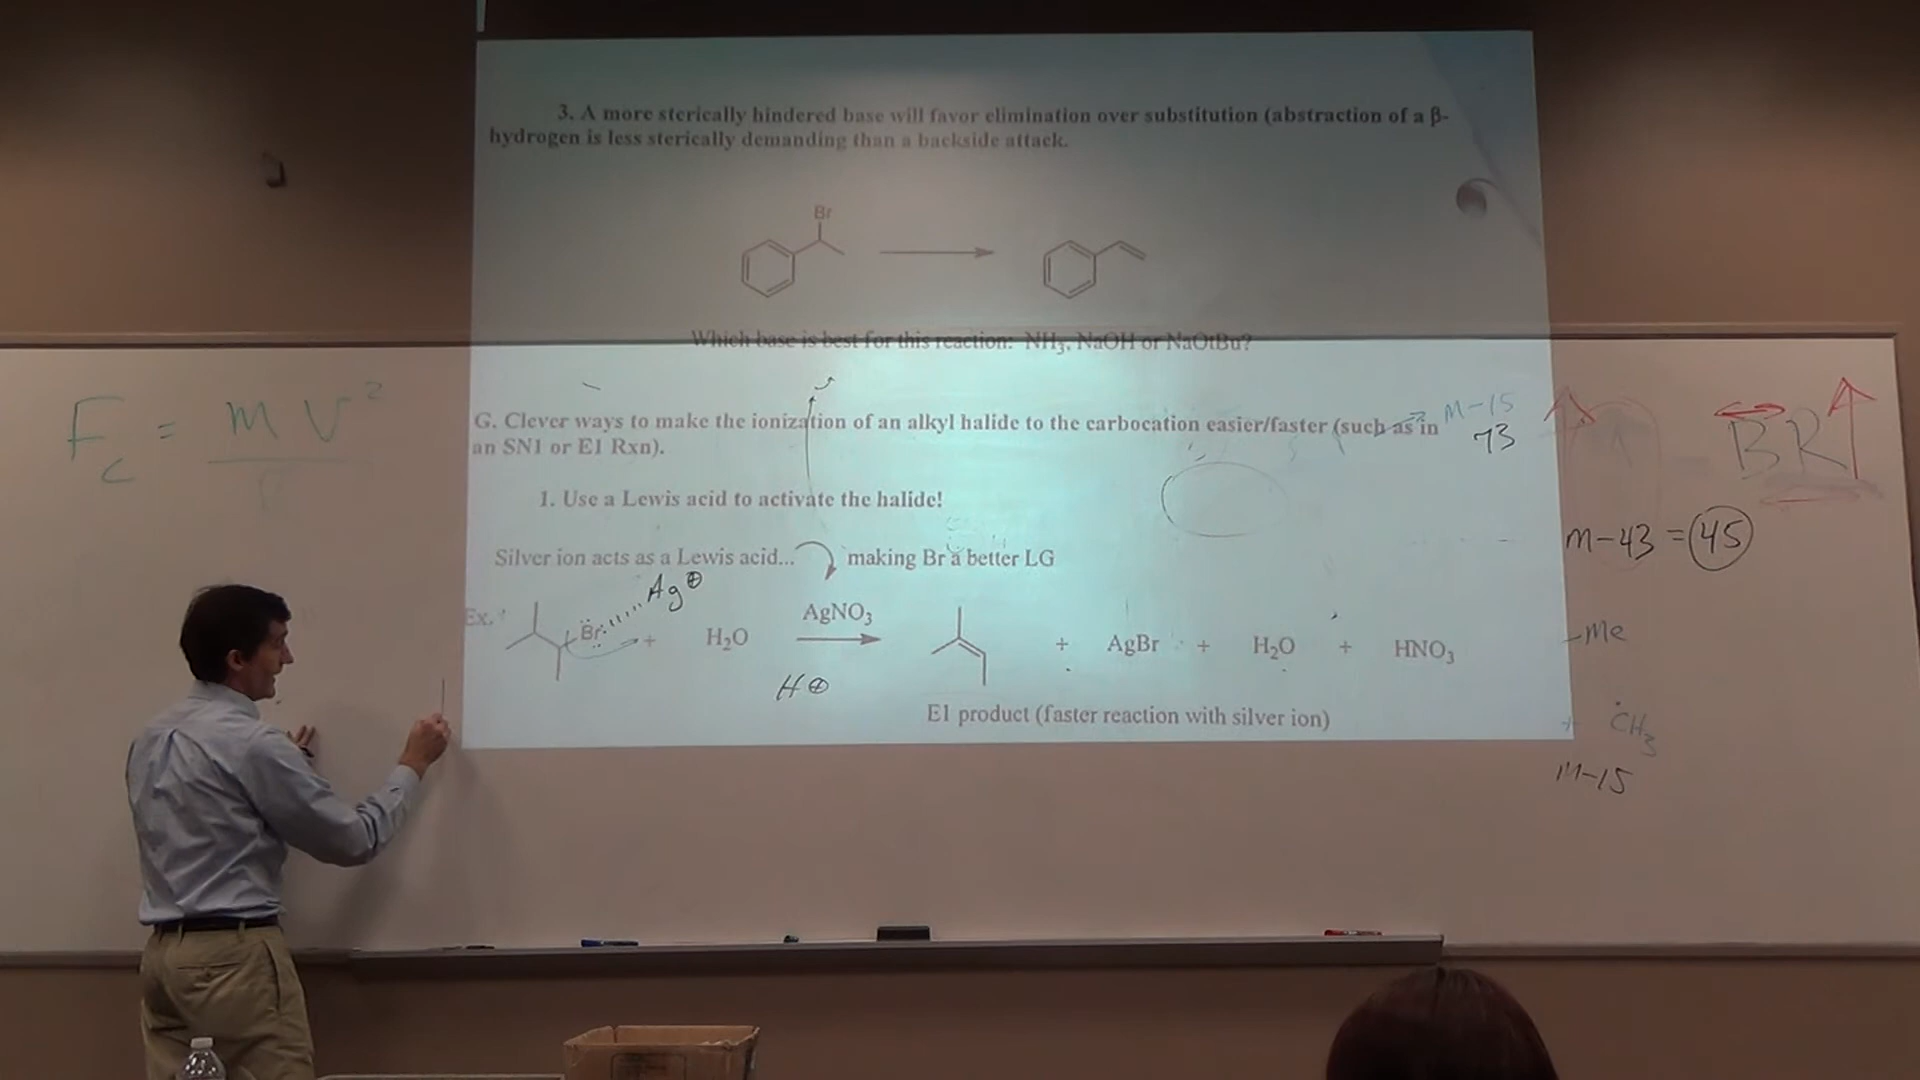 3. A more sterically hindered base will favor elimination over substitution (abstraction of a β-
hydrogen is less sterically demanding than a backside attack.
Br
Which base is best for this reaction: NH₃, NaOH or NaOtBu?
F_C = m V²
G. Clever ways to make the ionization of an alkyl halide to the carbocation easier/faster (such as in
an SN1 or E1 Rxn).
M-15
73
BR
1. Use a Lewis acid to activate the halide!
m-43 = 45
Silver ion acts as a Lewis acid... making Br a better LG
Ag⊕
Ex.
Br + H₂O AgNO₃ + AgBr + H₂O + HNO₃
H⊕
-Me
E1 product (faster reaction with silver ion)
+ ĊH₃
M-15